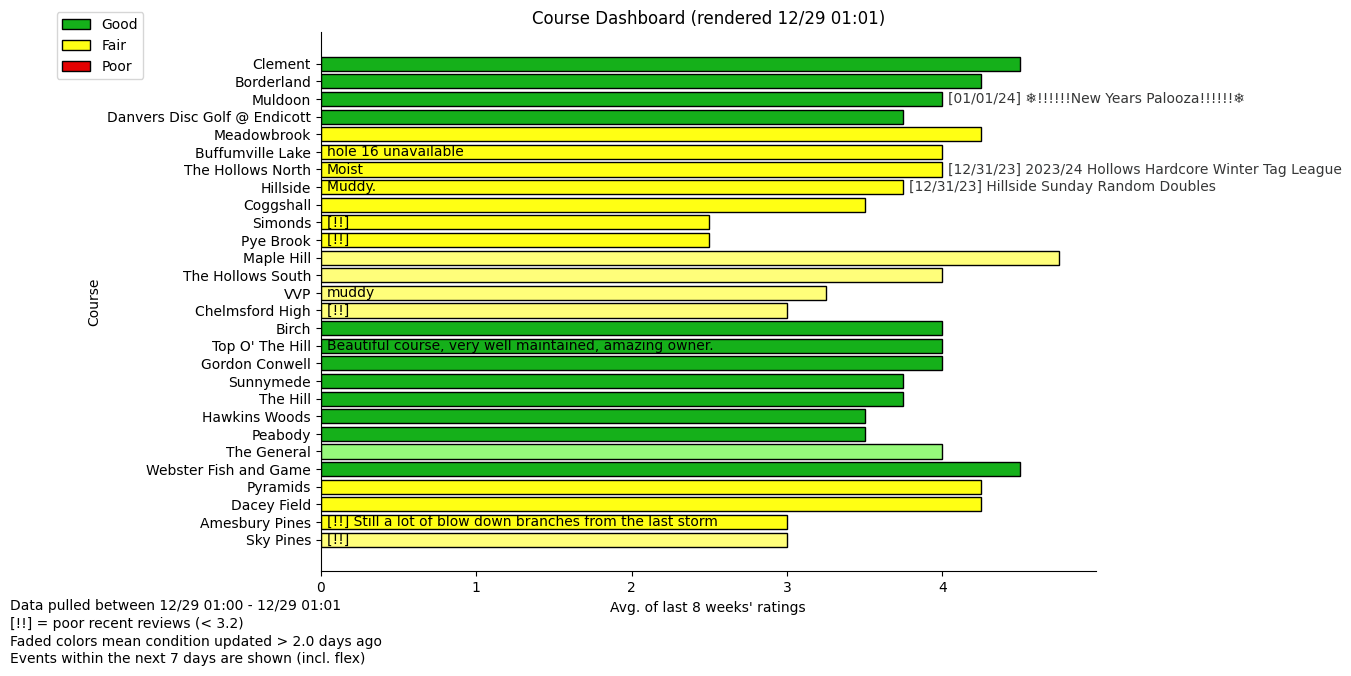 Course Dashboard (rendered 12/29 01:01)
Good
Fair
Poor
Clement
Borderland
Muldoon [01/01/24] ❄!!!!!!New Years Palooza!!!!!!❄
Danvers Disc Golf @ Endicott
Meadowbrook
Buffumville Lake hole 16 unavailable
The Hollows North Moist [12/31/23] 2023/24 Hollows Hardcore Winter Tag League
Hillside Muddy. [12/31/23] Hillside Sunday Random Doubles
Coggshall
Simonds [!!]
Pye Brook [!!]
Maple Hill
The Hollows South
VVP muddy
Chelmsford High [!!]
Birch
Top O' The Hill Beautiful course, very well maintained, amazing owner.
Gordon Conwell
Sunnymede
The Hill
Hawkins Woods
Peabody
The General
Webster Fish and Game
Pyramids
Dacey Field
Amesbury Pines [!!] Still a lot of blow down branches from the last storm
Sky Pines [!!]
Course
0 1 2 3 4
Avg. of last 8 weeks' ratings
Data pulled between 12/29 01:00 - 12/29 01:01
[!!] = poor recent reviews (< 3.2)
Faded colors mean condition updated > 2.0 days ago
Events within the next 7 days are shown (incl. flex)